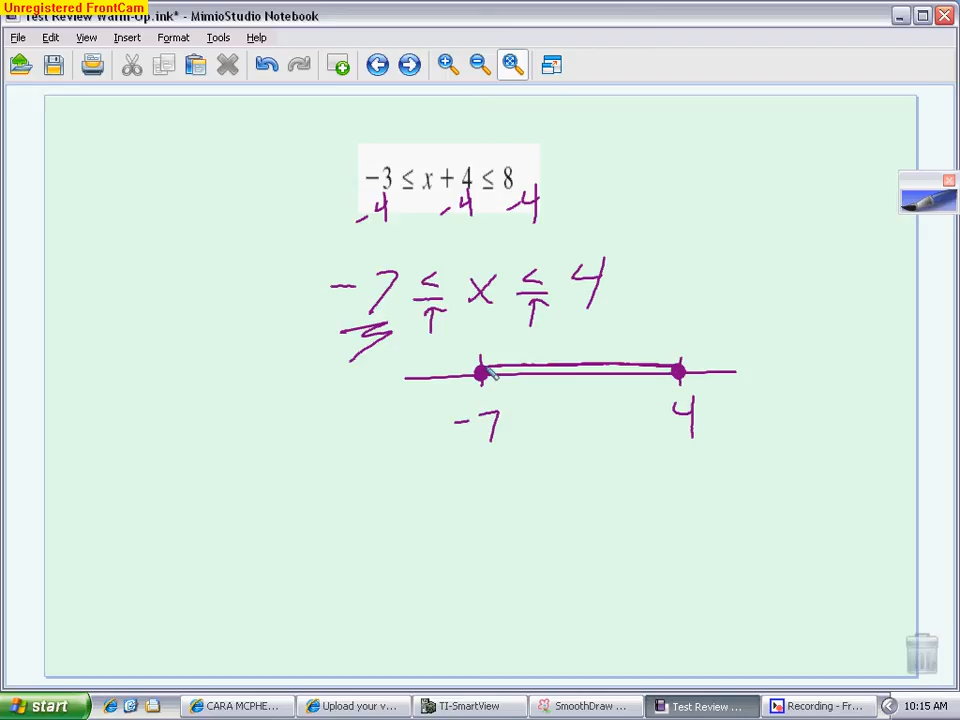 Unregistered FrontCam
Test Review Warm-Up.ink* - MimioStudio Notebook
File Edit View Insert Format Tools Help
−3 ≤ x + 4 ≤ 8
-4 -4 -4
-7 ≤ x ≤ 4
-7 4
start CARA MCPHE... Upload your v... TI-SmartView SmoothDraw ... Test Review ... Recording - Fr... 10:15 AM